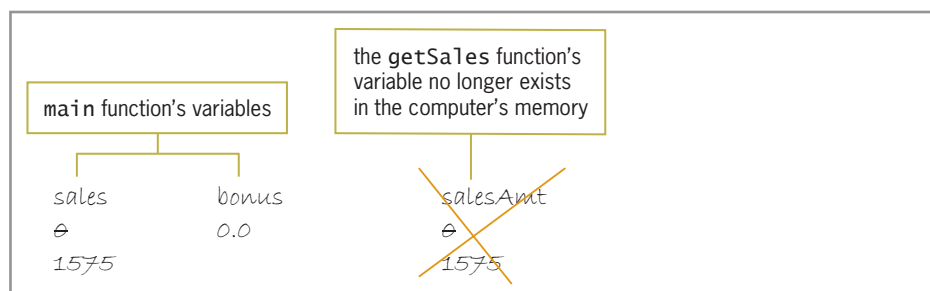 the getSales function's
variable no longer exists
in the computer's memory
main function's variables
sales bonus salesAmt
0 0.0 0
1575 1575